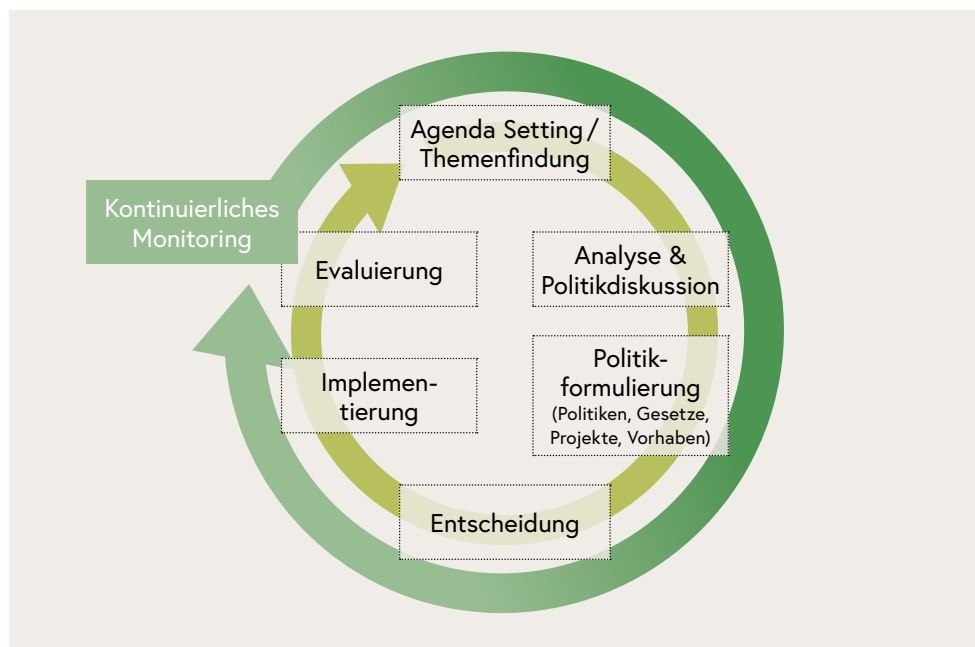 Agenda Setting /
Themenfindung
Kontinuierliches
Monitoring
Evaluierung
Analyse &
Politikdiskussion
Implemen-
tierung
Politik-
formulierung
(Politiken, Gesetze,
Projekte, Vorhaben)
Entscheidung